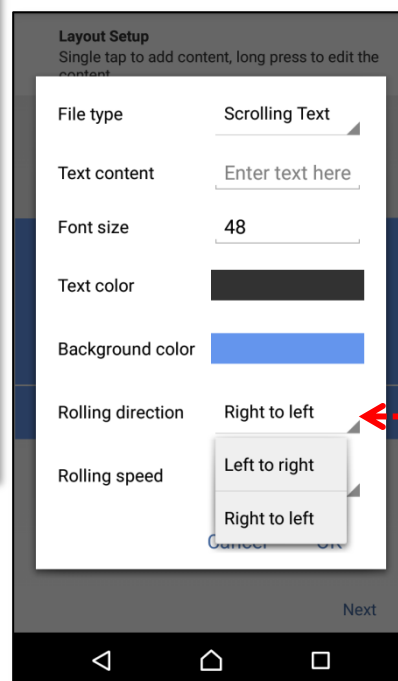 Layout Setup
Single tap to add content, long press to edit the
content
File type Scrolling Text
Text content Enter text here
Font size 48
Text color
Background color
Rolling direction Right to left
Rolling speed
Left to right
Right to left
Cancel OK
Next